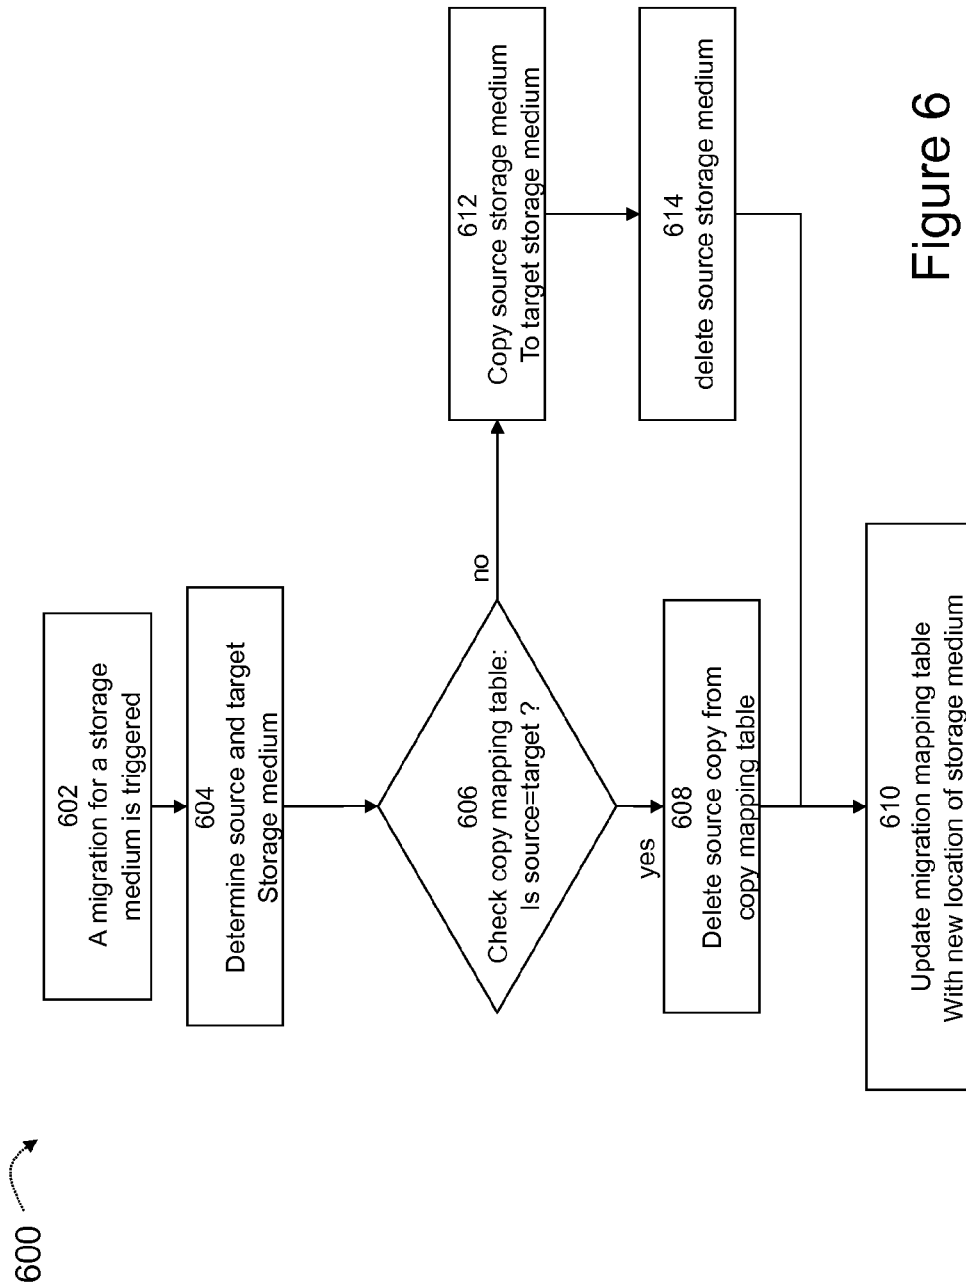 600
602
A migration for a storage
medium is triggered
604
Determine source and target
Storage medium
606
Check copy mapping table:
Is source=target ?
no
612
Copy source storage medium
To target storage medium
614
delete source storage medium
yes
608
Delete source copy from
copy mapping table
610
Update migration mapping table
With new location of storage medium
Figure 6